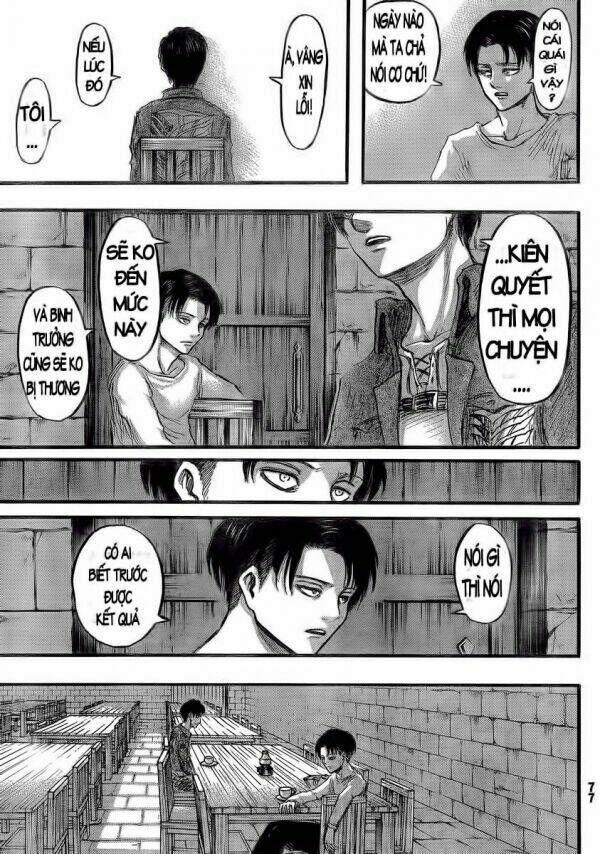 NÓI
CÁI
QUÁI
GÌ
VẬY
?
NGÀY NÀO
MÀ TA CHẢ
NÓI CƠ CHỨ!
À, VÂNG
XIN
LỖI!
NẾU
LÚC
ĐÓ
TÔI
...
...KIÊN
QUYẾT
THÌ MỌI
CHUYỆN
....
SẼ KO
ĐẾN
MỨC
NÀY
VÀ BINH
TRƯỞNG
CŨNG SẼ KO
BỊ THƯƠNG
NÓI GÌ
THÌ NÓI
CÓ AI
BIẾT TRƯỚC
ĐƯỢC
KẾT QUẢ
77